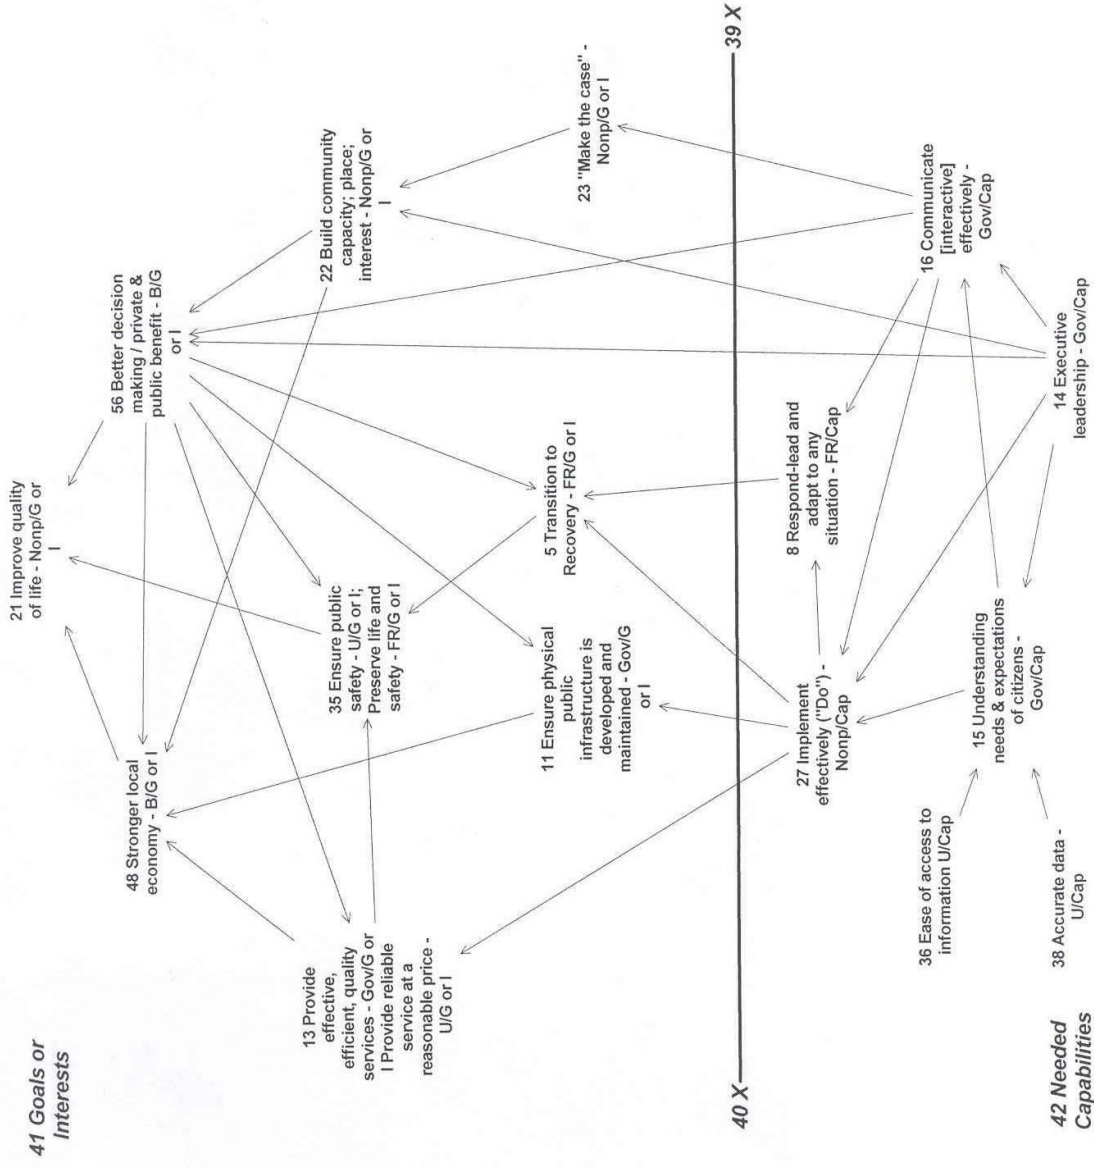 41 Goals or
Interests
21 Improve quality
of life - Nonp/G or
I
56 Better decision
making / private &
public benefit - B/G
or I
48 Stronger local
economy - B/G or I
22 Build community
capacity; place;
interest - Nonp/G or
I
35 Ensure public
safety - U/G or I;
Preserve life and
safety - FR/G or I
13 Provide
effective,
efficient, quality
services - Gov/G or
I Provide reliable
service at a
reasonable price -
U/G or I
11 Ensure physical
public
infrastructure is
developed and
maintained - Gov/G
or I
5 Transition to
Recovery - FR/G or I
23 "Make the case" -
Nonp/G or I
40 X
39 X
27 Implement
effectively ("Do") -
Nonp/Cap
8 Respond-lead and
adapt to any
situation - FR/Cap
16 Communicate
[interactive]
effectively -
Gov/Cap
36 Ease of access to
information U/Cap
15 Understanding
needs & expectations
of citizens -
Gov/Cap
14 Executive
leadership - Gov/Cap
38 Accurate data -
U/Cap
42 Needed
Capabilities